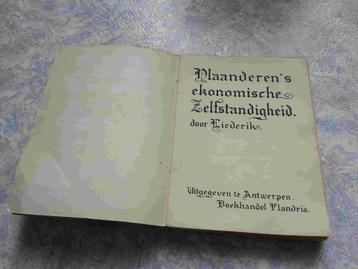 Vlaanderen's
ekonomische
Zelfstandigheid.
door Liederik.
Uitgegeven te Antwerpen.
Boekhandel Flandria.